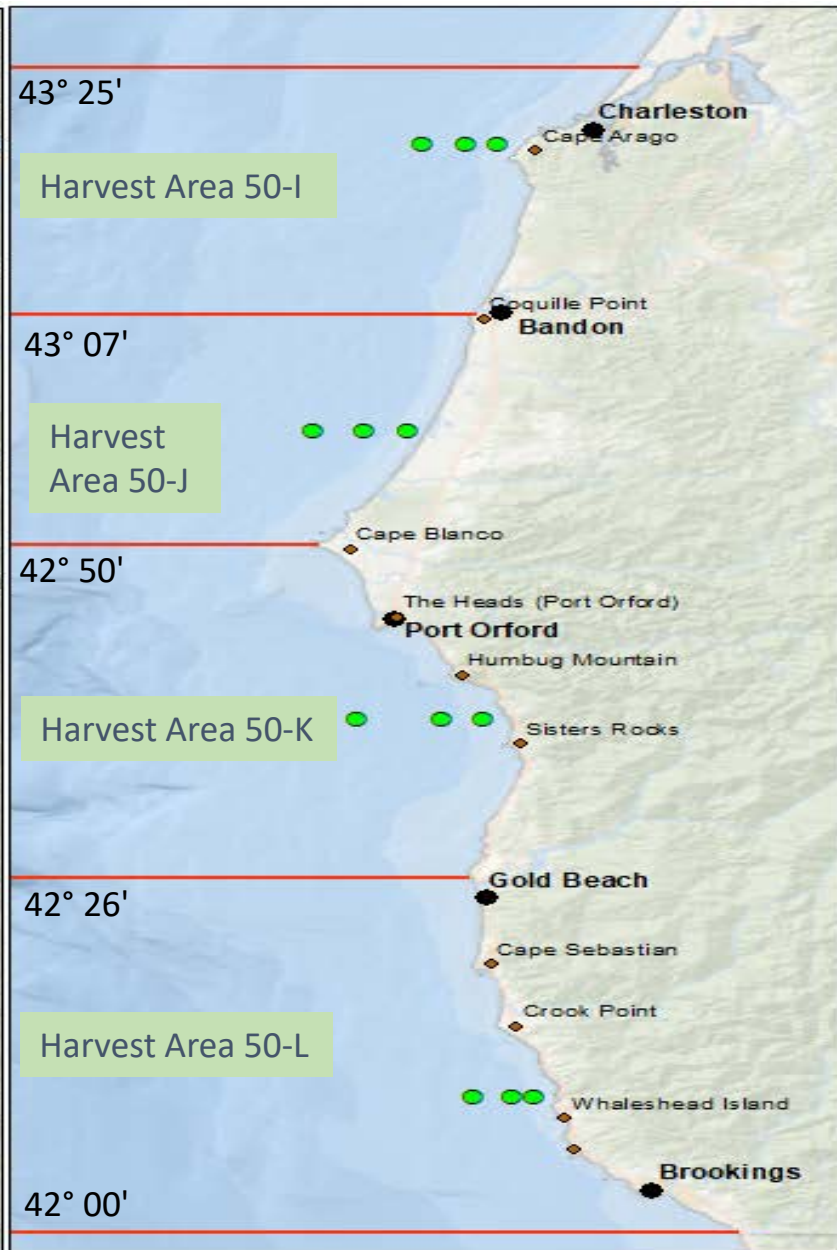 43° 25'
Charleston
Cape Arago
Harvest Area 50-I
Coquille Point
Bandon
43° 07'
Harvest
Area 50-J
Cape Blanco
42° 50'
The Heads (Port Orford)
Port Orford
Humbug Mountain
Harvest Area 50-K
Sisters Rocks
Gold Beach
42° 26'
Cape Sebastian
Crook Point
Harvest Area 50-L
Whaleshead Island
Brookings
42° 00'